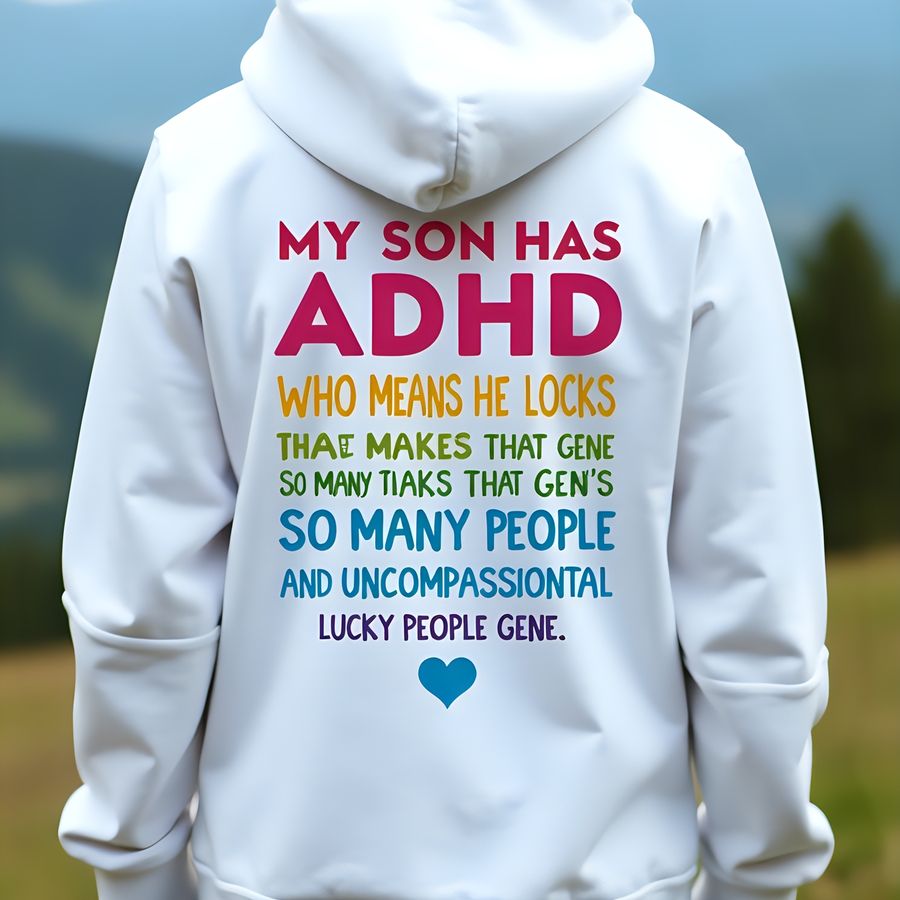 MY SON HAS
ADHD
WHO MEANS HE LOCKS
MAKES THAT GENE
SO MANY TIAKS THAT GEN'S
SO MANY PEOPLE
AND UNCOMPASSIONTAL
LUCKY PEOPLE GENE.